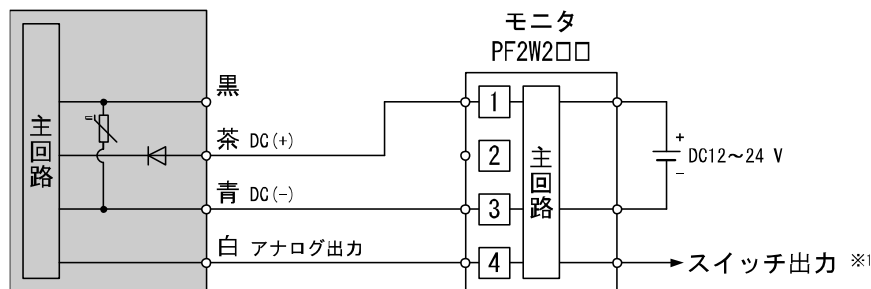 モニタ
PF2W2□□
主回路
黒
茶 DC(+)
青 DC(-)
白 アナログ出力
1
2
3
4
主回路
+
DC12～24 V
-
スイッチ出力 ※1